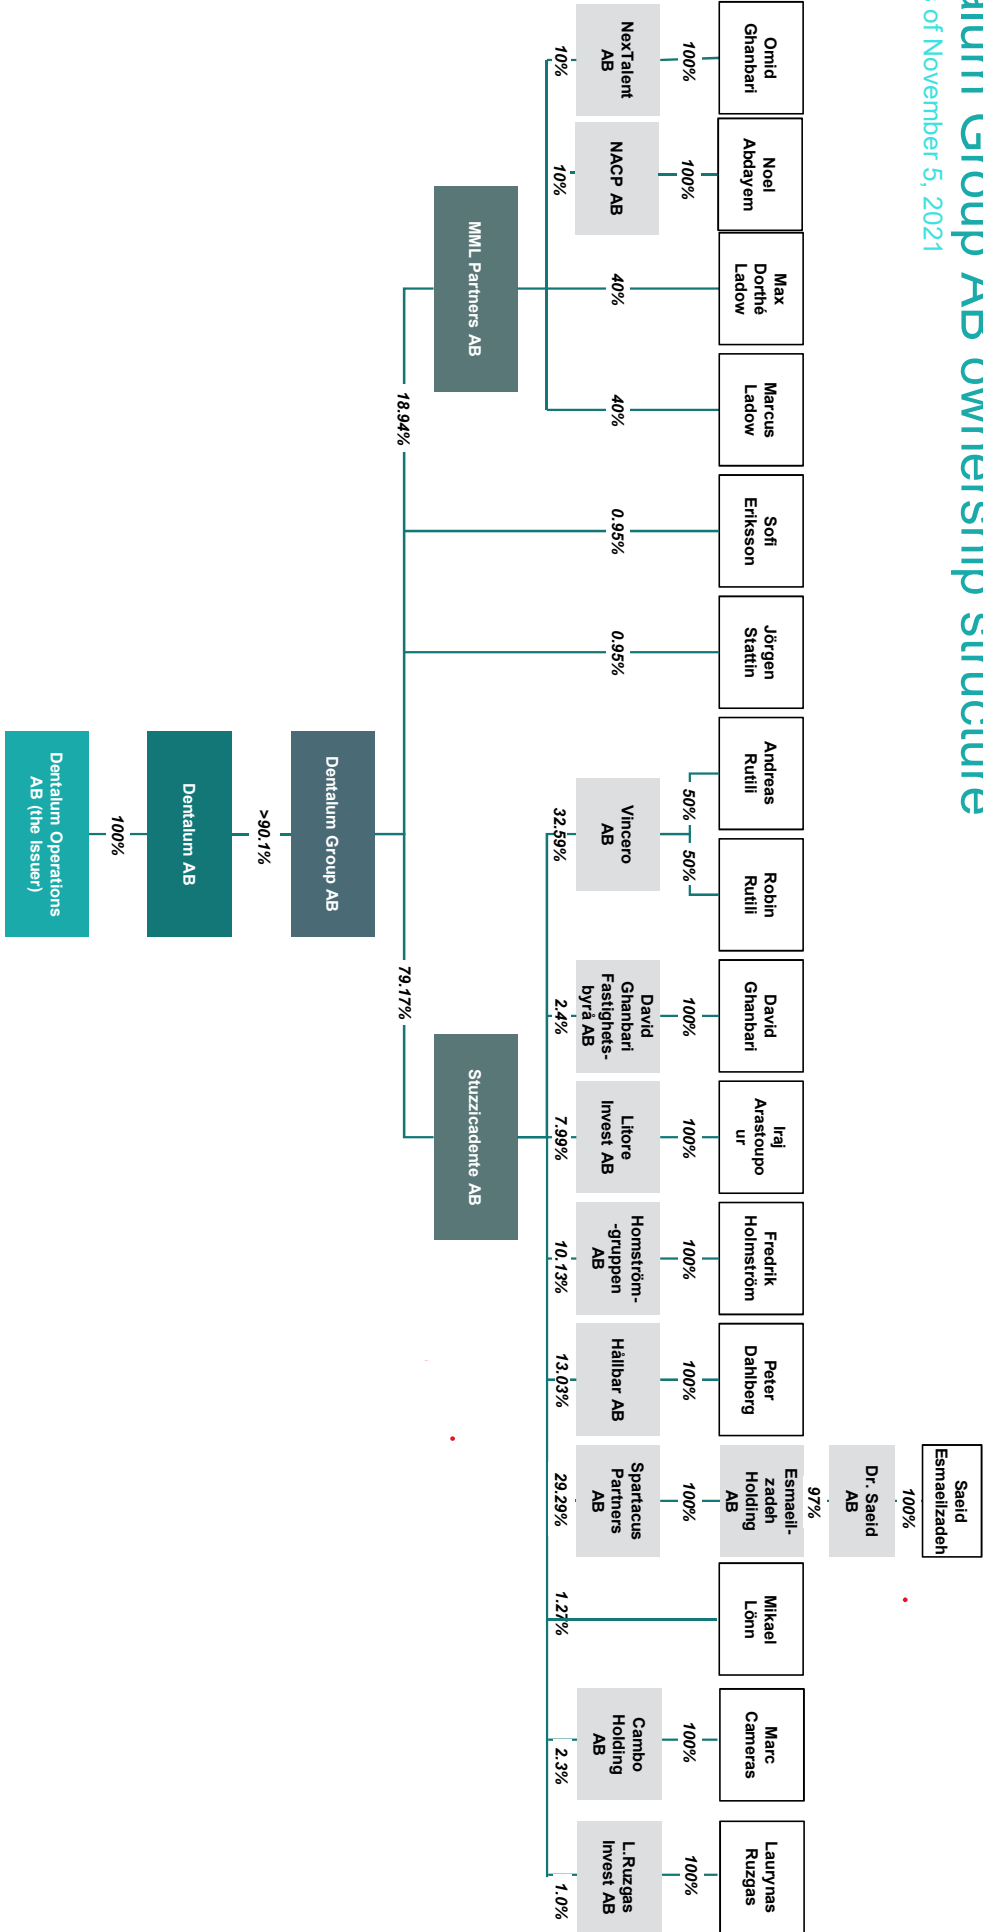 alum Group AB ownership structure
s of November 5, 2021
Saeid
Esmaeilzadeh
100%
Dr. Saeid
AB
97%
Omid
Ghanbari
Noel
Abdayem
Max
Dorthé
Ladow
Marcus
Ladow
Sofi
Eriksson
Jörgen
Stattin
Andreas
Rutili
Robin
Rutili
David
Ghanbari
Iraj
Arastoupo
ur
Fredrik
Holmström
Peter
Dahlberg
Esmaeil-
zadeh
Holding
AB
Mikael
Lönn
Marc
Cameras
Laurynas
Ruzgas
100%
100%
50%
50%
100%
100%
100%
100%
100%
100%
100%
NexTalent
AB
NACP AB
40%
40%
0.95%
0.95%
Vincero
AB
David
Ghanbari
Fastighets-
byrå AB
Litore
Invest AB
Homström-
-gruppen
AB
Hållbar AB
Spartacus
Partners
AB
Cambo
Holding
AB
L.Ruzgas
Invest AB
10%
10%
32.59%
2.4%
7.99%
10.13%
13.03%
29.29%
1.27%
2.3%
1.0%
MML Partners AB
Stuzzicadente AB
18.94%
79.17%
Dentalum Group AB
>90.1%
Dentalum AB
100%
Dentalum Operations
AB (the Issuer)